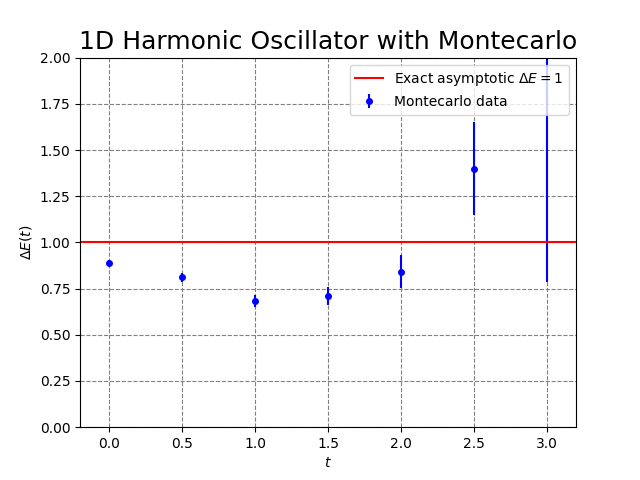 1D Harmonic Oscillator with Montecarlo
2.00
1.75
1.50
1.25
1.00
0.75
0.50
0.25
0.00
ΔE(t)
Exact asymptotic ΔE = 1
Montecarlo data
0.0 0.5 1.0 1.5 2.0 2.5 3.0
t